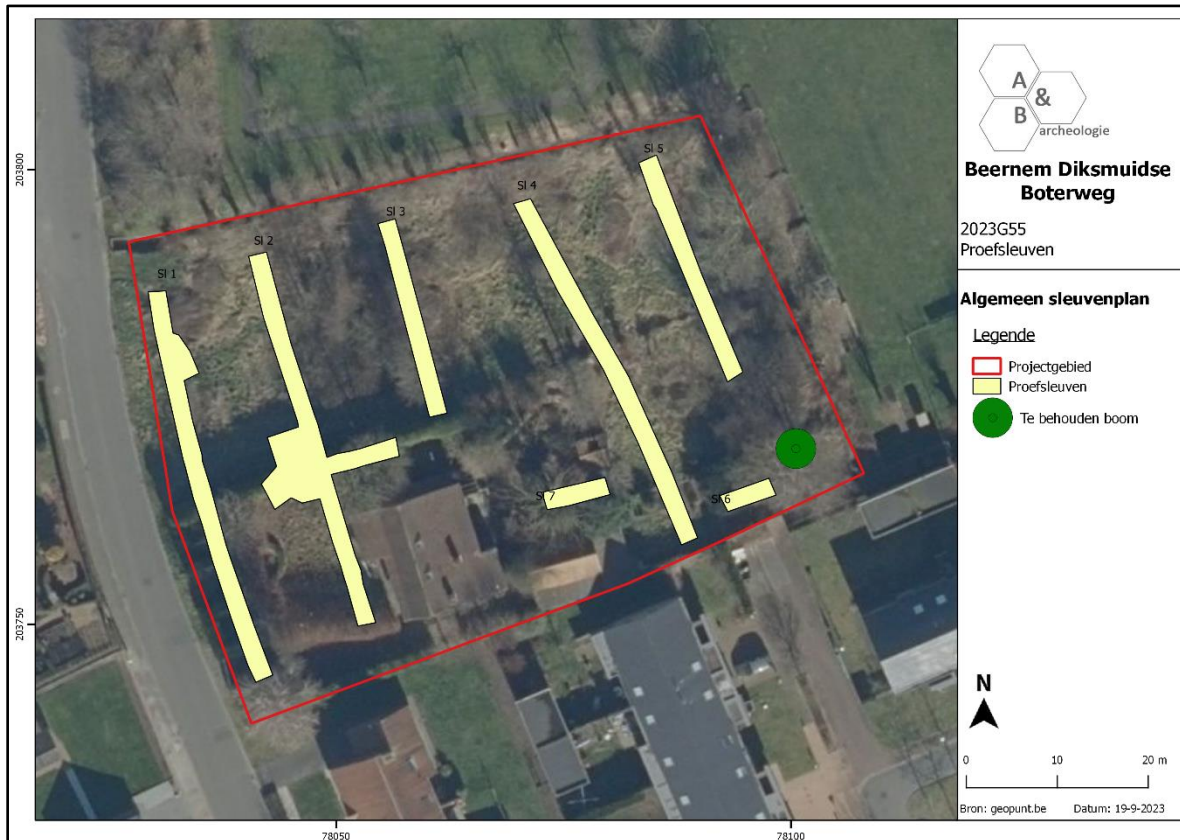 203800
203750
78050
78100
Sl 1
Sl 2
Sl 3
Sl 4
Sl 5
Sl 7
Sl 6
A
&
B
archeologie
Beernem Diksmuidse
Boterweg
2023G55
Proefsleuven
Algemeen sleuvenplan
Legende
Projectgebied
Proefsleuven
Te behouden boom
N
0 10 20 m
Bron: geopunt.be Datum: 19-9-2023